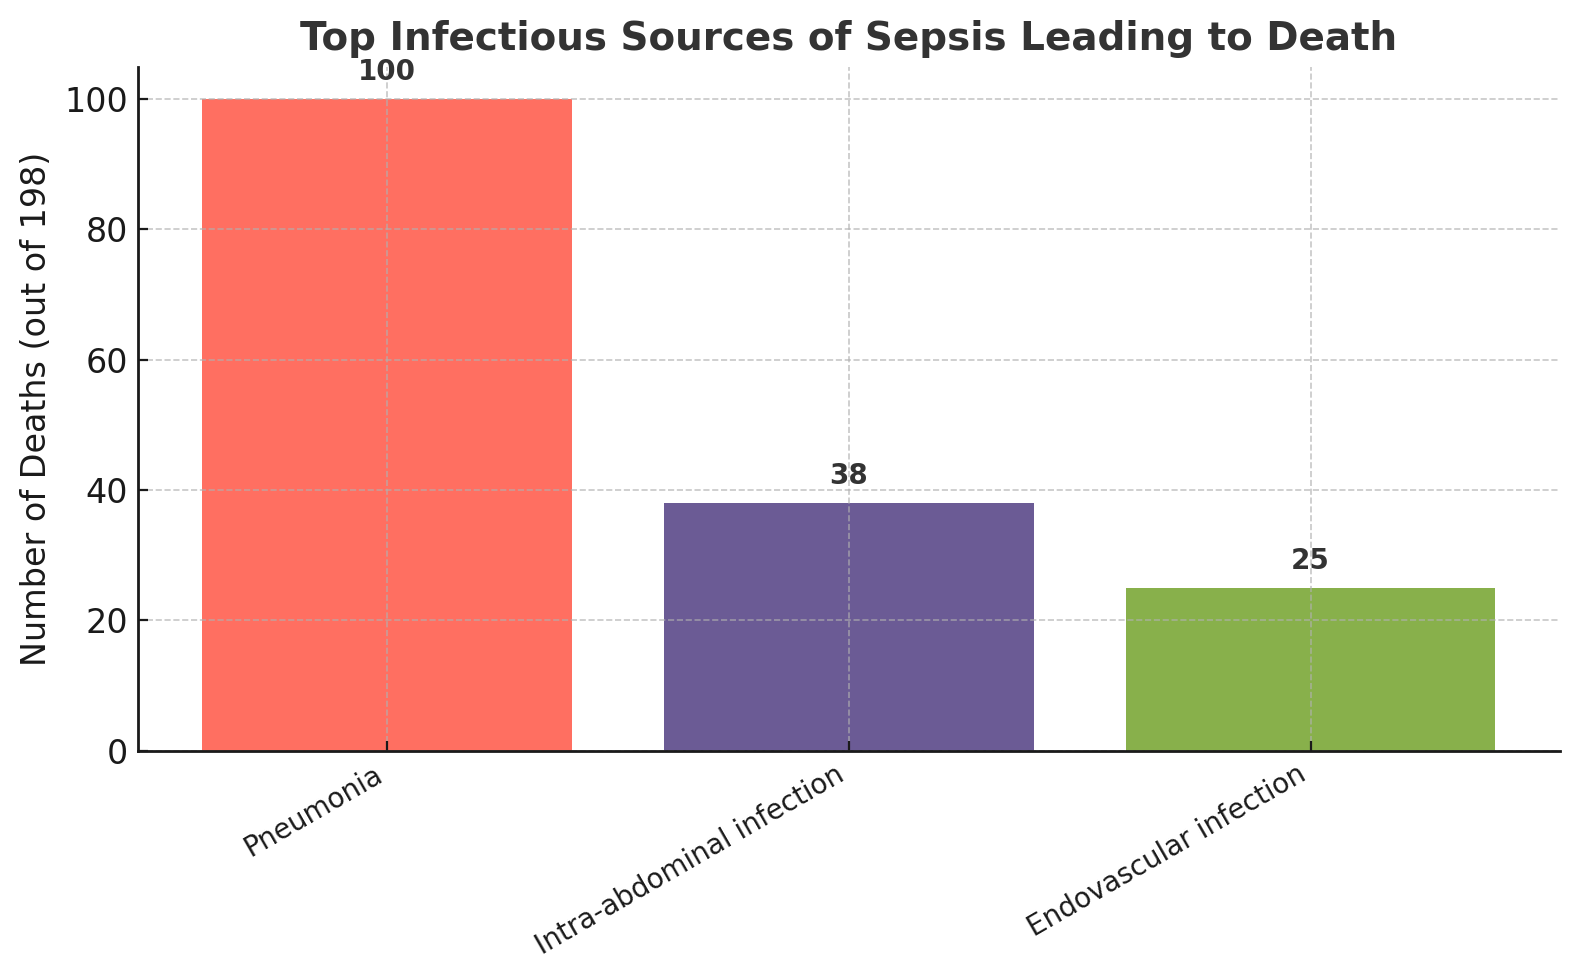 Top Infectious Sources of Sepsis Leading to Death
Number of Deaths (out of 198)
100
80
60
40
20
0
100
38
25
Pneumonia
Intra-abdominal infection
Endovascular infection